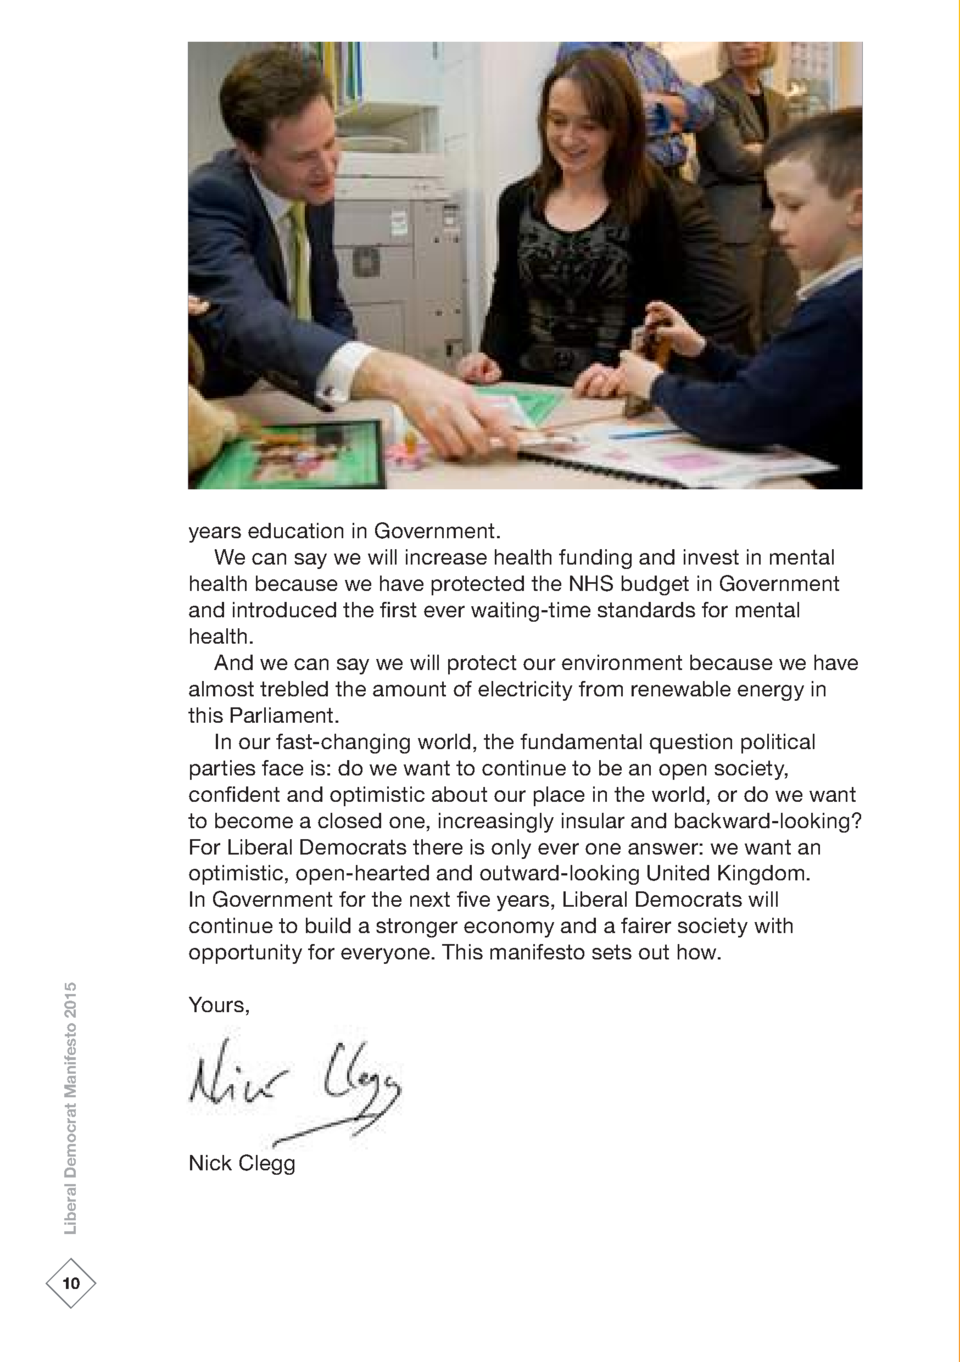 years education in Government.
We can say we will increase health funding and invest in mental
health because we have protected the NHS budget in Government
and introduced the first ever waiting-time standards for mental
health.
And we can say we will protect our environment because we have
almost trebled the amount of electricity from renewable energy in
this Parliament.
In our fast-changing world, the fundamental question political
parties face is: do we want to continue to be an open society,
confident and optimistic about our place in the world, or do we want
to become a closed one, increasingly insular and backward-looking?
For Liberal Democrats there is only ever one answer: we want an
optimistic, open-hearted and outward-looking United Kingdom.
In Government for the next five years, Liberal Democrats will
continue to build a stronger economy and a fairer society with
opportunity for everyone. This manifesto sets out how.
Yours,
Nick Clegg
Nick Clegg
Liberal Democrat Manifesto 2015
10